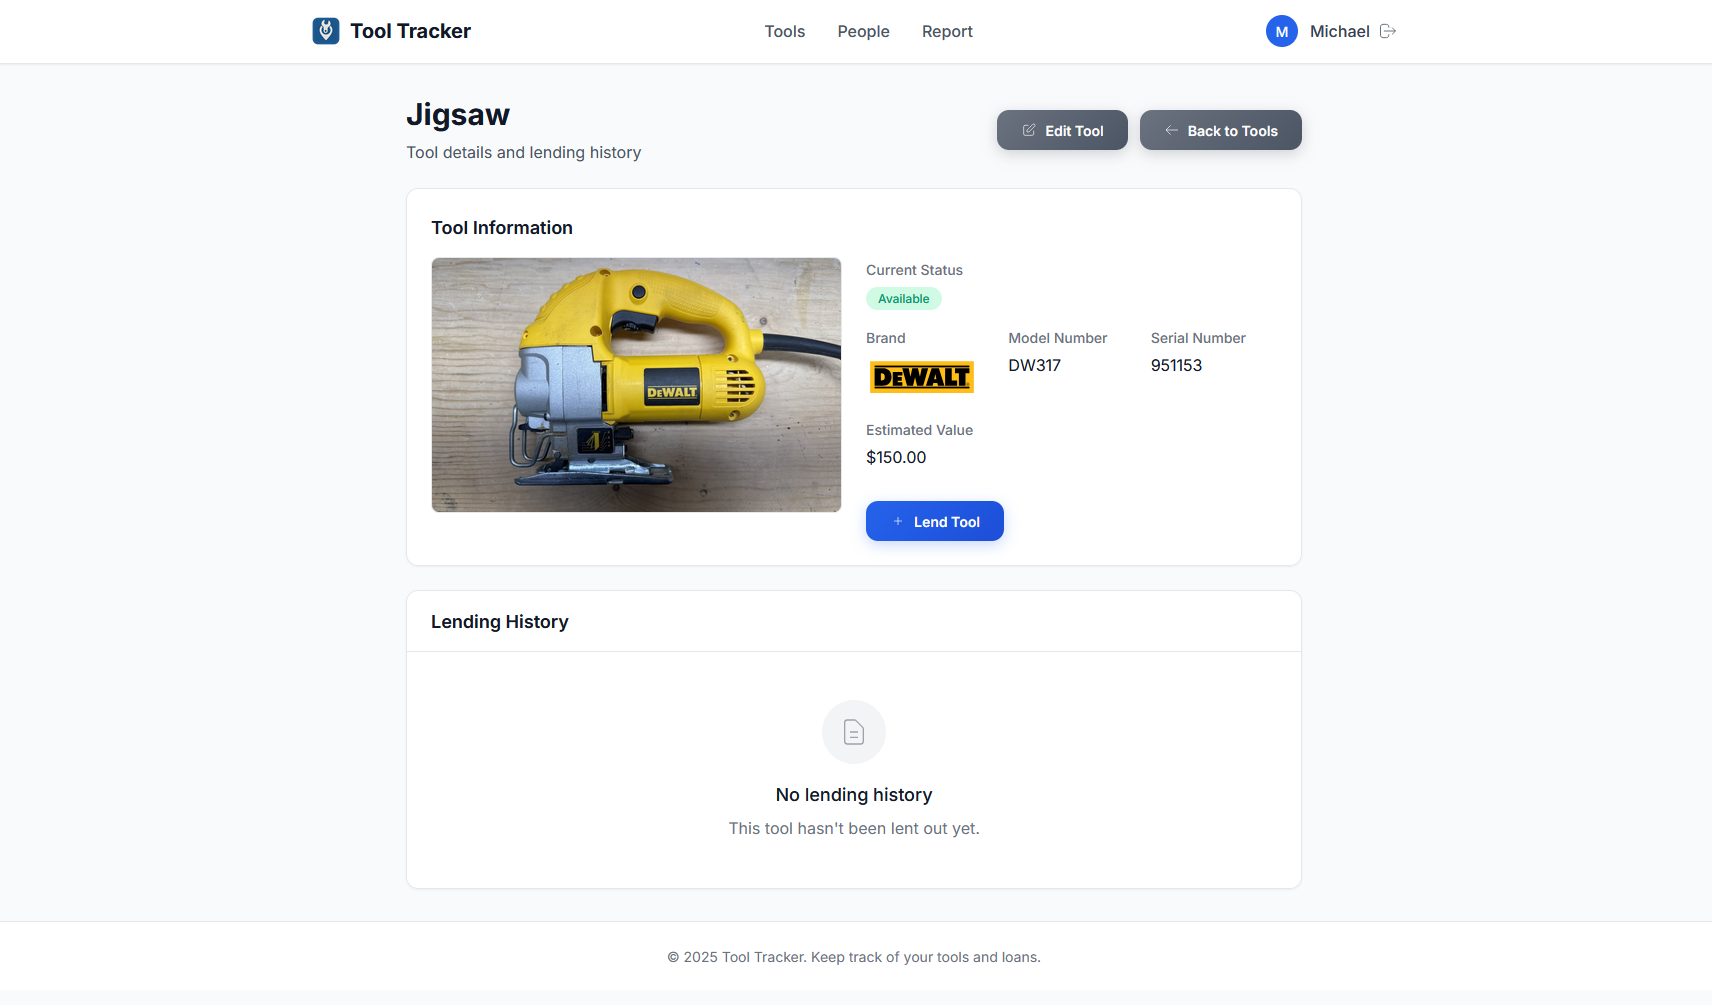 Tool Tracker
Tools
People
Report
M
Michael
Jigsaw
Tool details and lending history
Edit Tool
Back to Tools
Tool Information
DEWALT
Current Status
Available
Brand
DEWALT
Model Number
DW317
Serial Number
951153
Estimated Value
$150.00
Lend Tool
Lending History
No lending history
This tool hasn't been lent out yet.
© 2025 Tool Tracker. Keep track of your tools and loans.